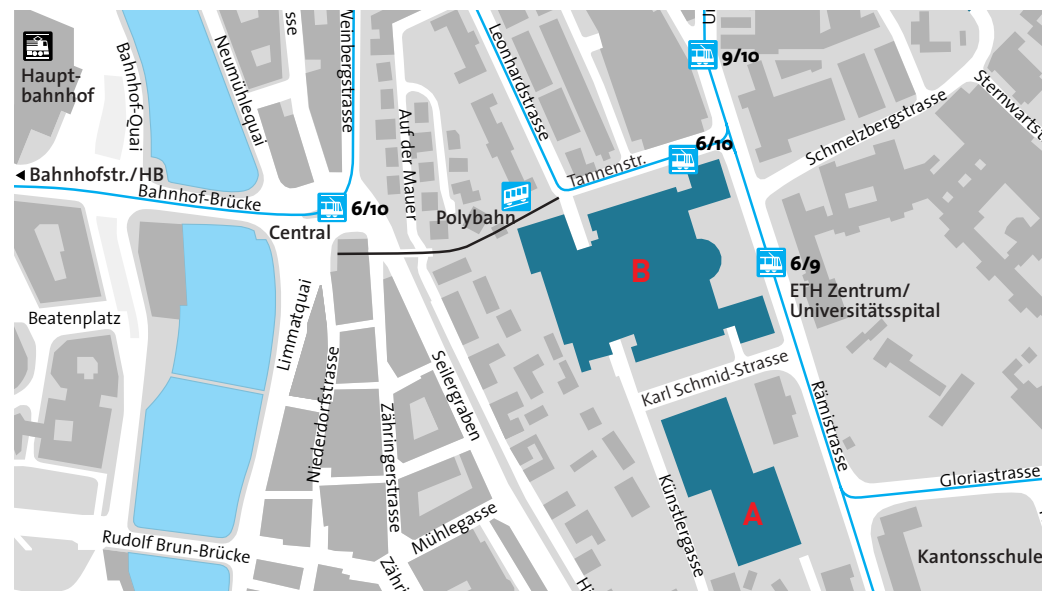 Haupt-
bahnhof
Bahnhof-Quai
Neumühlequai
Weinbergstrasse
Leonhardstrasse
9/10
Sternwartst
Schmelzbergstrasse
Auf der Mauer
6/10
Tannenstr.
◄ Bahnhofstr./HB
Bahnhof-Brücke
6/10
Central
Polybahn
B
6/9
ETH Zentrum/
Universitätsspital
Beatenplatz
Limmatquai
Niederdorfstrasse
Zähringerstrasse
Seilergraben
Karl Schmid-Strasse
Rämistrasse
Gloriastrasse
Künstlergasse
A
Mühlegasse
Rudolf Brun-Brücke
Kantonsschule